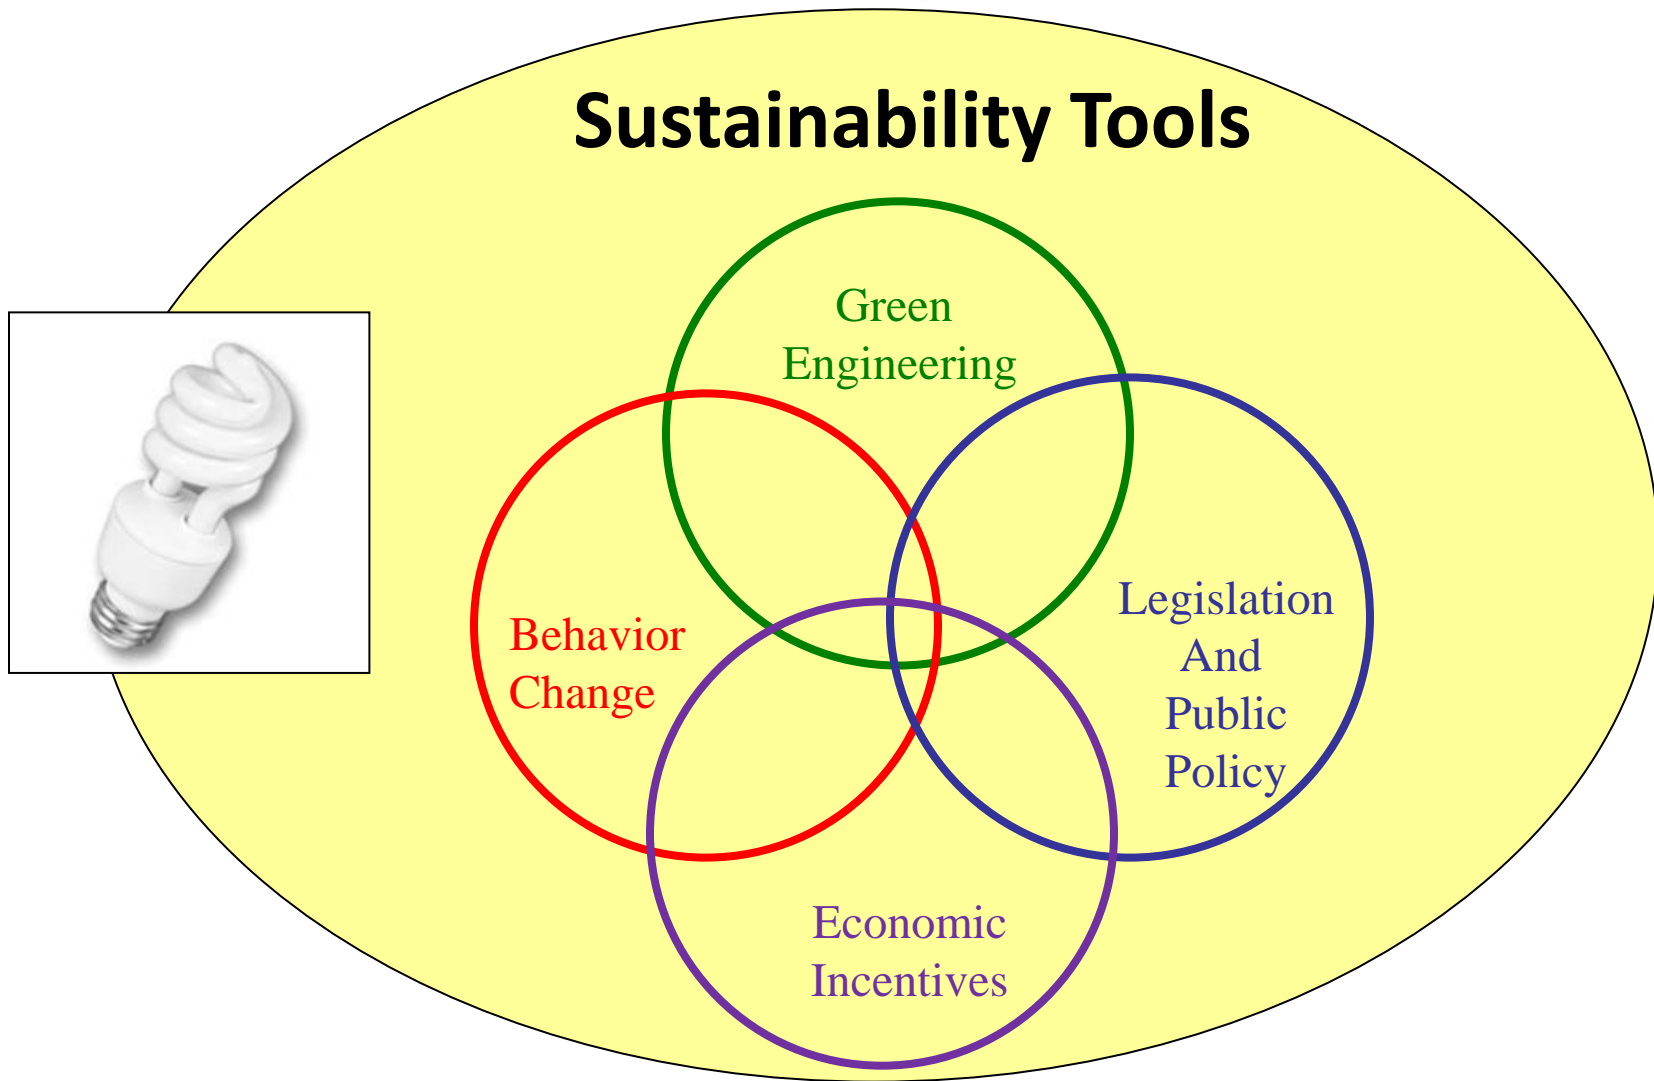 Sustainability Tools
Green
Engineering
Behavior
Change
Legislation
And
Public
Policy
Economic
Incentives